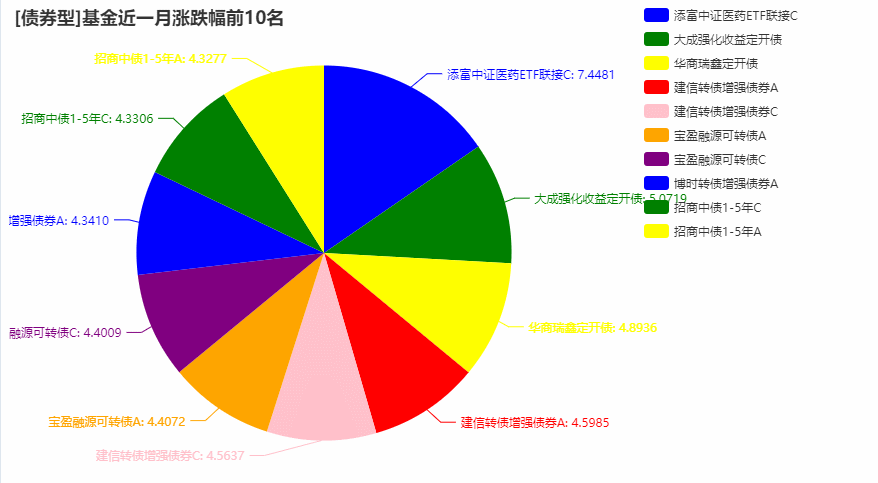 [债券型]基金近一月涨跌幅前10名
添富中证医药ETF联接C
大成强化收益定开债
华商瑞鑫定开债
建信转债增强债券A
建信转债增强债券C
宝盈融源可转债A
宝盈融源可转债C
博时转债增强债券A
招商中债1-5年C
招商中债1-5年A
招商中债1-5年A: 4.3277
添富中证医药ETF联接C: 7.4481
招商中债1-5年C: 4.3306
大成强化收益定开债: 5.0719
增强债券A: 4.3410
华商瑞鑫定开债: 4.8936
融源可转债C: 4.4009
宝盈融源可转债A: 4.4072
建信转债增强债券A: 4.5985
建信转债增强债券C: 4.5637